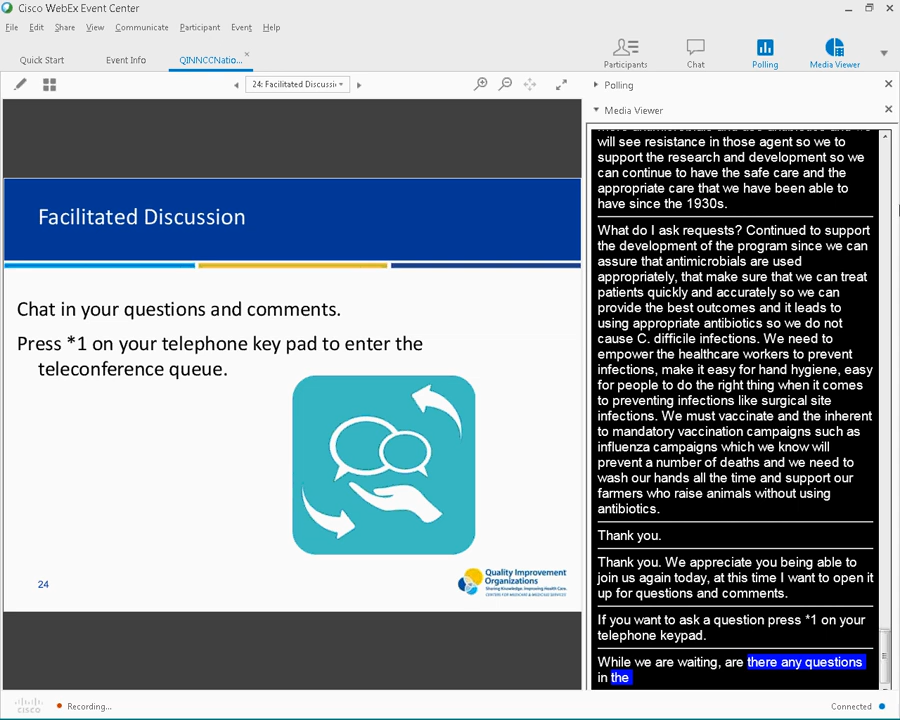 Cisco WebEx Event Center
File Edit Share View Communicate Participant Event Help
Quick Start Event Info QINNCCNatio...
Participants Chat Polling Media Viewer
24: Facilitated Discussi
Polling
Media Viewer
Facilitated Discussion
Chat in your questions and comments.
Press *1 on your telephone key pad to enter the
teleconference queue.
24
Quality Improvement
Organizations
Sharing Knowledge. Improving Health Care.
CENTERS FOR MEDICARE & MEDICAID SERVICES
will see resistance in those agent so we to
support the research and development so we
can continue to have the safe care and the
appropriate care that we have been able to
have since the 1930s.
What do I ask requests? Continued to support
the development of the program since we can
assure that antimicrobials are used
appropriately, that make sure that we can treat
patients quickly and accurately so we can
provide the best outcomes and it leads to
using appropriate antibiotics so we do not
cause C. difficile infections. We need to
empower the healthcare workers to prevent
infections, make it easy for hand hygiene, easy
for people to do the right thing when it comes
to preventing infections like surgical site
infections. We must vaccinate and the inherent
to mandatory vaccination campaigns such as
influenza campaigns which we know will
prevent a number of deaths and we need to
wash our hands all the time and support our
farmers who raise animals without using
antibiotics.
Thank you.
Thank you. We appreciate you being able to
join us again today, at this time I want to open it
up for questions and comments.
If you want to ask a question press *1 on your
telephone keypad.
While we are waiting, are there any questions
in the
cisco
Recording...
Connected